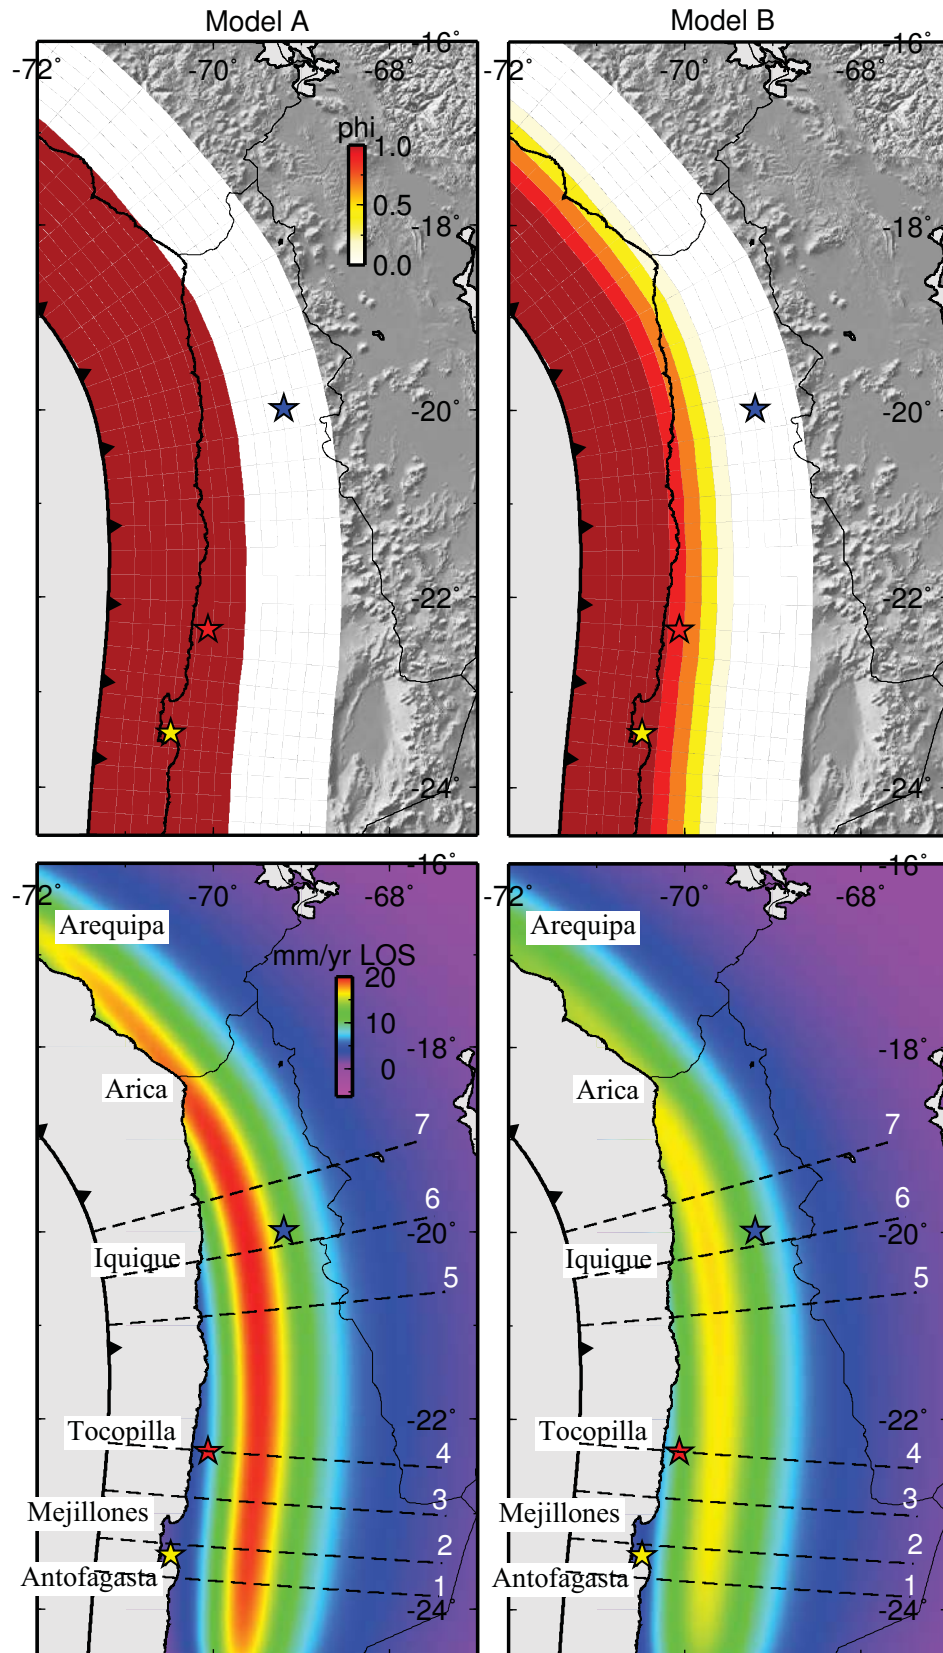 Model A
Model B
-72˚ -70˚ -68˚ -16˚
-72˚ -70˚ -68˚ -16˚
phi
1.0
0.5
0.0
-18˚
-18˚
-20˚
-20˚
-22˚
-22˚
-24˚
-24˚
-72˚ -70˚ -68˚ -16˚
-72˚ -70˚ -68˚ -16˚
Arequipa
Arequipa
mm/yr LOS
20
10
0
-18˚
-18˚
Arica
Arica
7
7
6
6
-20˚
-20˚
Iquique
Iquique
5
5
Tocopilla
Tocopilla
-22˚
-22˚
4
4
3
3
Mejillones
Mejillones
2
2
Antofagasta
Antofagasta
1
1
-24˚
-24˚